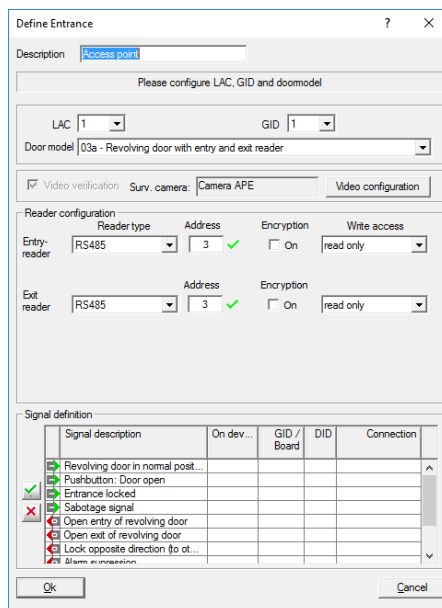 Define Entrance ? X
Description Access point
Please configure LAC, GID and doormodel
LAC 1 GID 1
Door model 03a - Revolving door with entry and exit reader
Video verification Surv. camera: Camera APE Video configuration
Reader configuration
Reader type Address Encryption Write access
Entry-
reader RS485 3 On read only
Address Encryption
Exit
reader RS485 3 On read only
Signal definition
Signal description On dev... GID /
Board DID Connection
Revolving door in normal posit...
Pushbutton: Door open
Entrance locked
Sabotage signal
Open entry of revolving door
Open exit of revolving door
Lock opposite direction (to ot...
Alarm supression
Ok Cancel